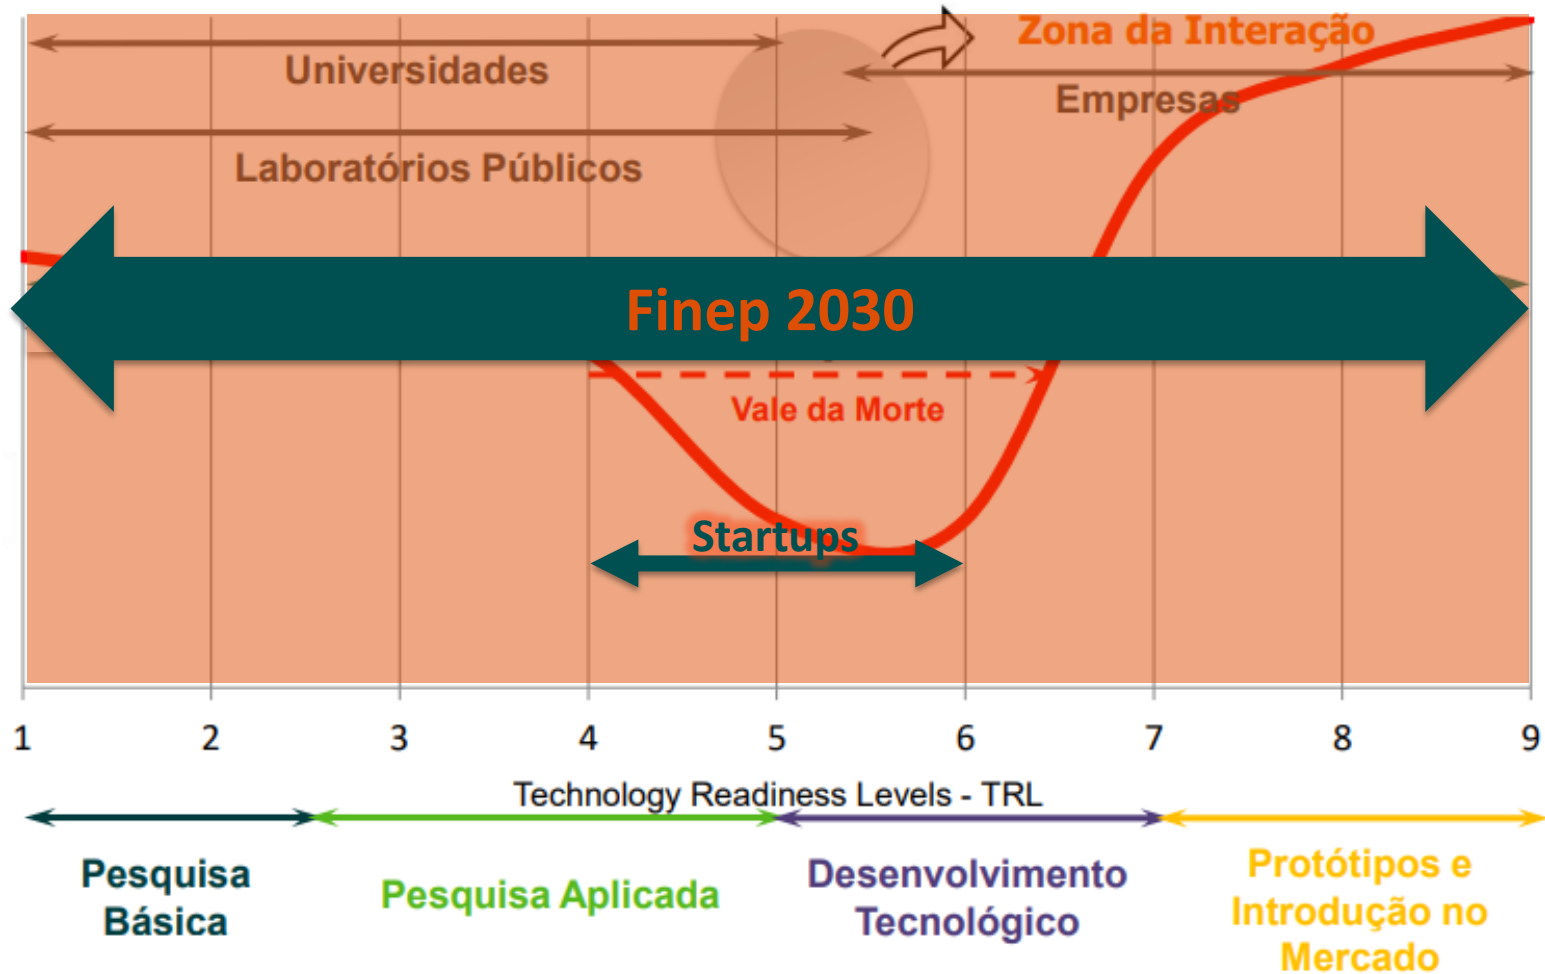 Zona da Interação
Universidades
Empresas
Laboratórios Públicos
Finep 2030
Vale da Morte
Startups
1 2 3 4 5 6 7 8 9
Technology Readiness Levels - TRL
Pesquisa
Básica
Pesquisa Aplicada
Desenvolvimento
Tecnológico
Protótipos e
Introdução no
Mercado